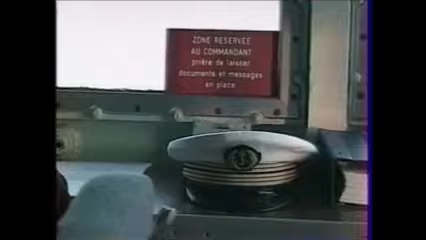 ZONE RESERVEE
AU COMMANDANT
prière de laisser
documents et messages
en place